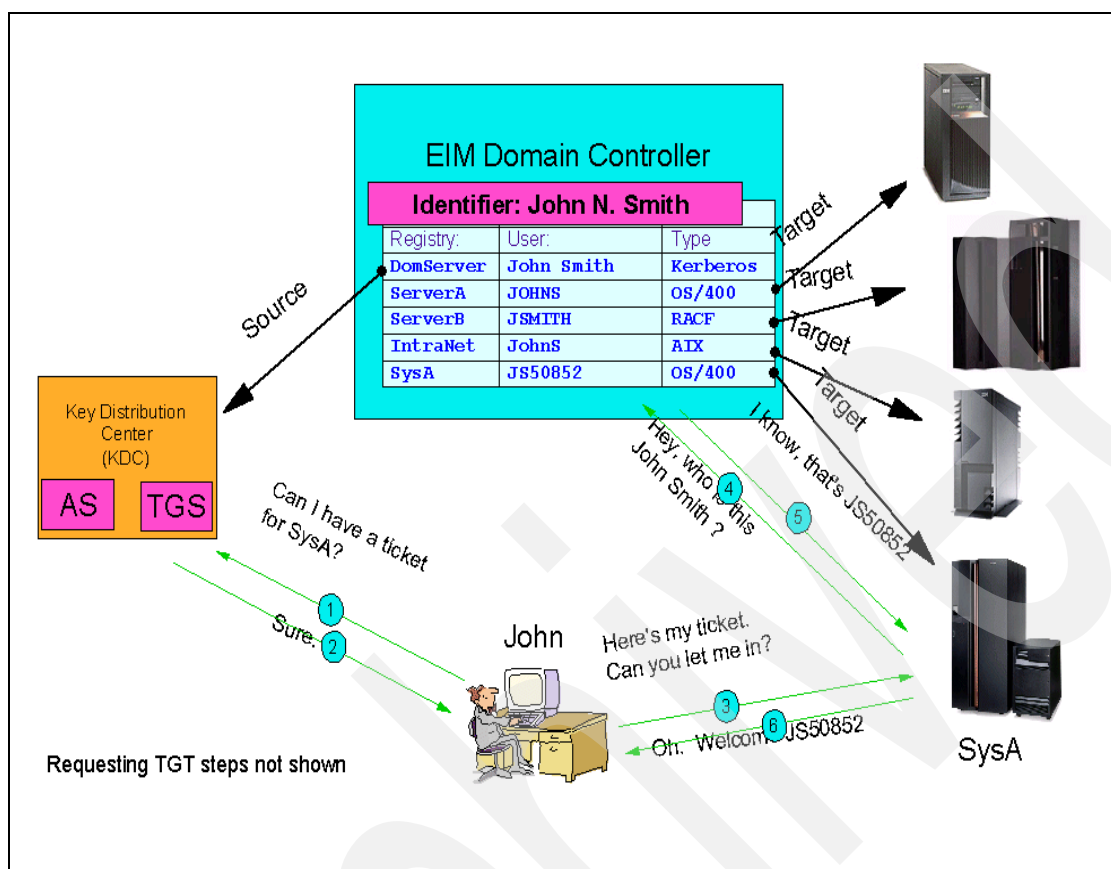 EIM Domain Controller
Identifier: John N. Smith
Registry: User: Type
DomServer John Smith Kerberos
ServerA JOHNS OS/400
ServerB JSMITH RACF
IntraNet JohnS AIX
SysA JS50852 OS/400
Source
Target
Target
Target
Target
Key Distribution
Center
(KDC)
AS TGS
Can I have a ticket
for SysA?
1
Sure.
2
Hey, who is this
John Smith ?
4
I know, that's JS50852
5
John
Here's my ticket.
Can you let me in?
3
6
Oh. Welcom JS50852
SysA
Requesting TGT steps not shown